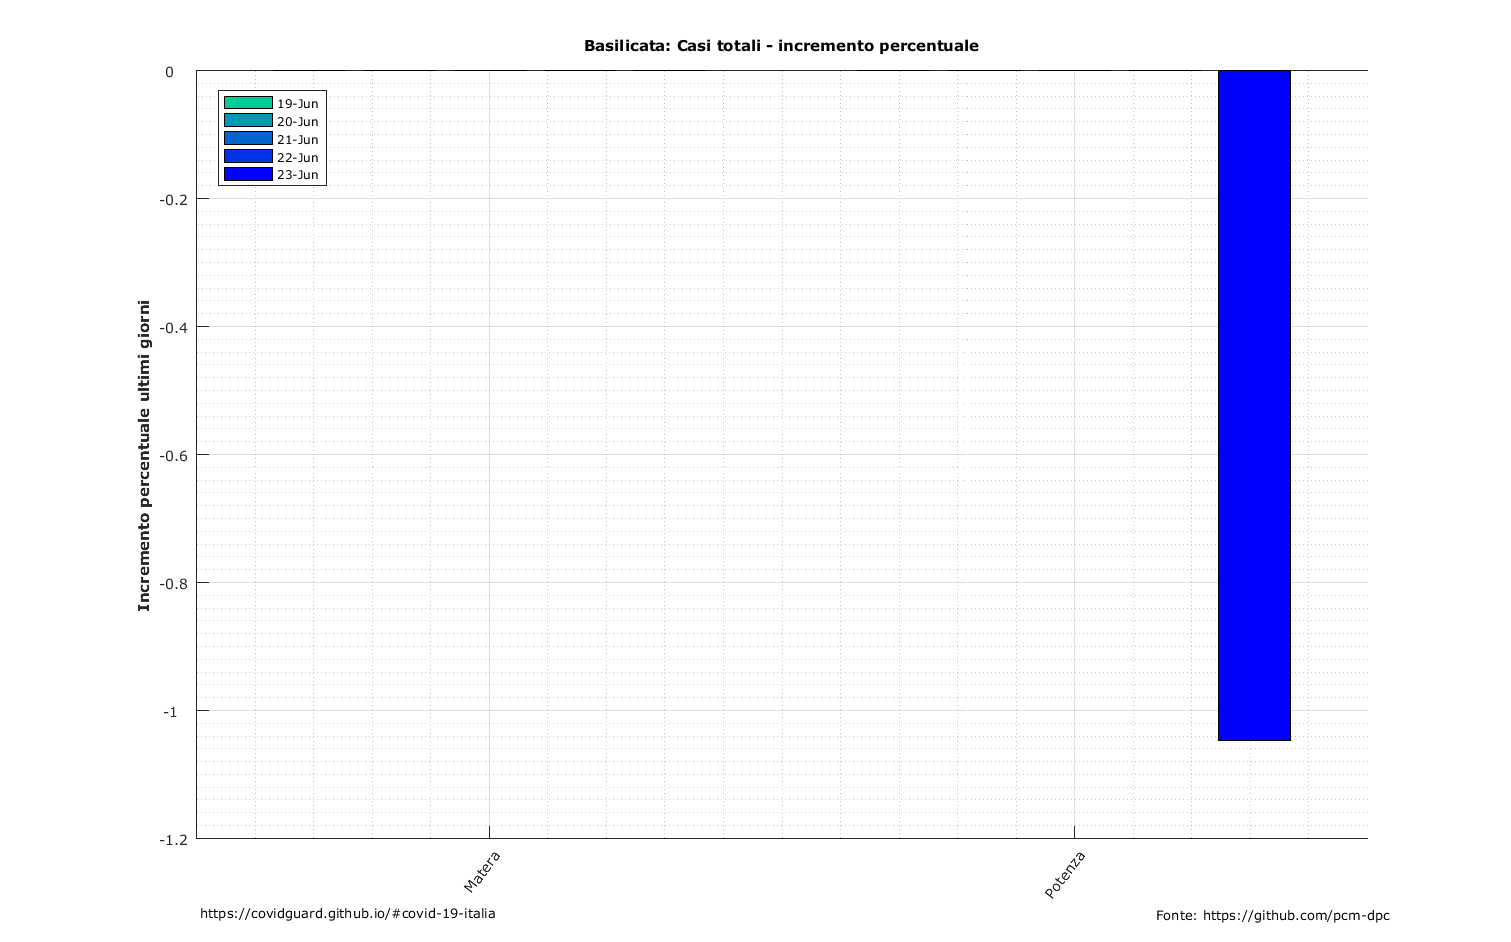 Basilicata: Casi totali - incremento percentuale
0
-0.2
-0.4
-0.6
-0.8
-1
-1.2
19-Jun
20-Jun
21-Jun
22-Jun
23-Jun
Incremento percentuale ultimi giorni
Matera
Potenza
https://covidguard.github.io/#covid-19-italia
Fonte: https://github.com/pcm-dpc